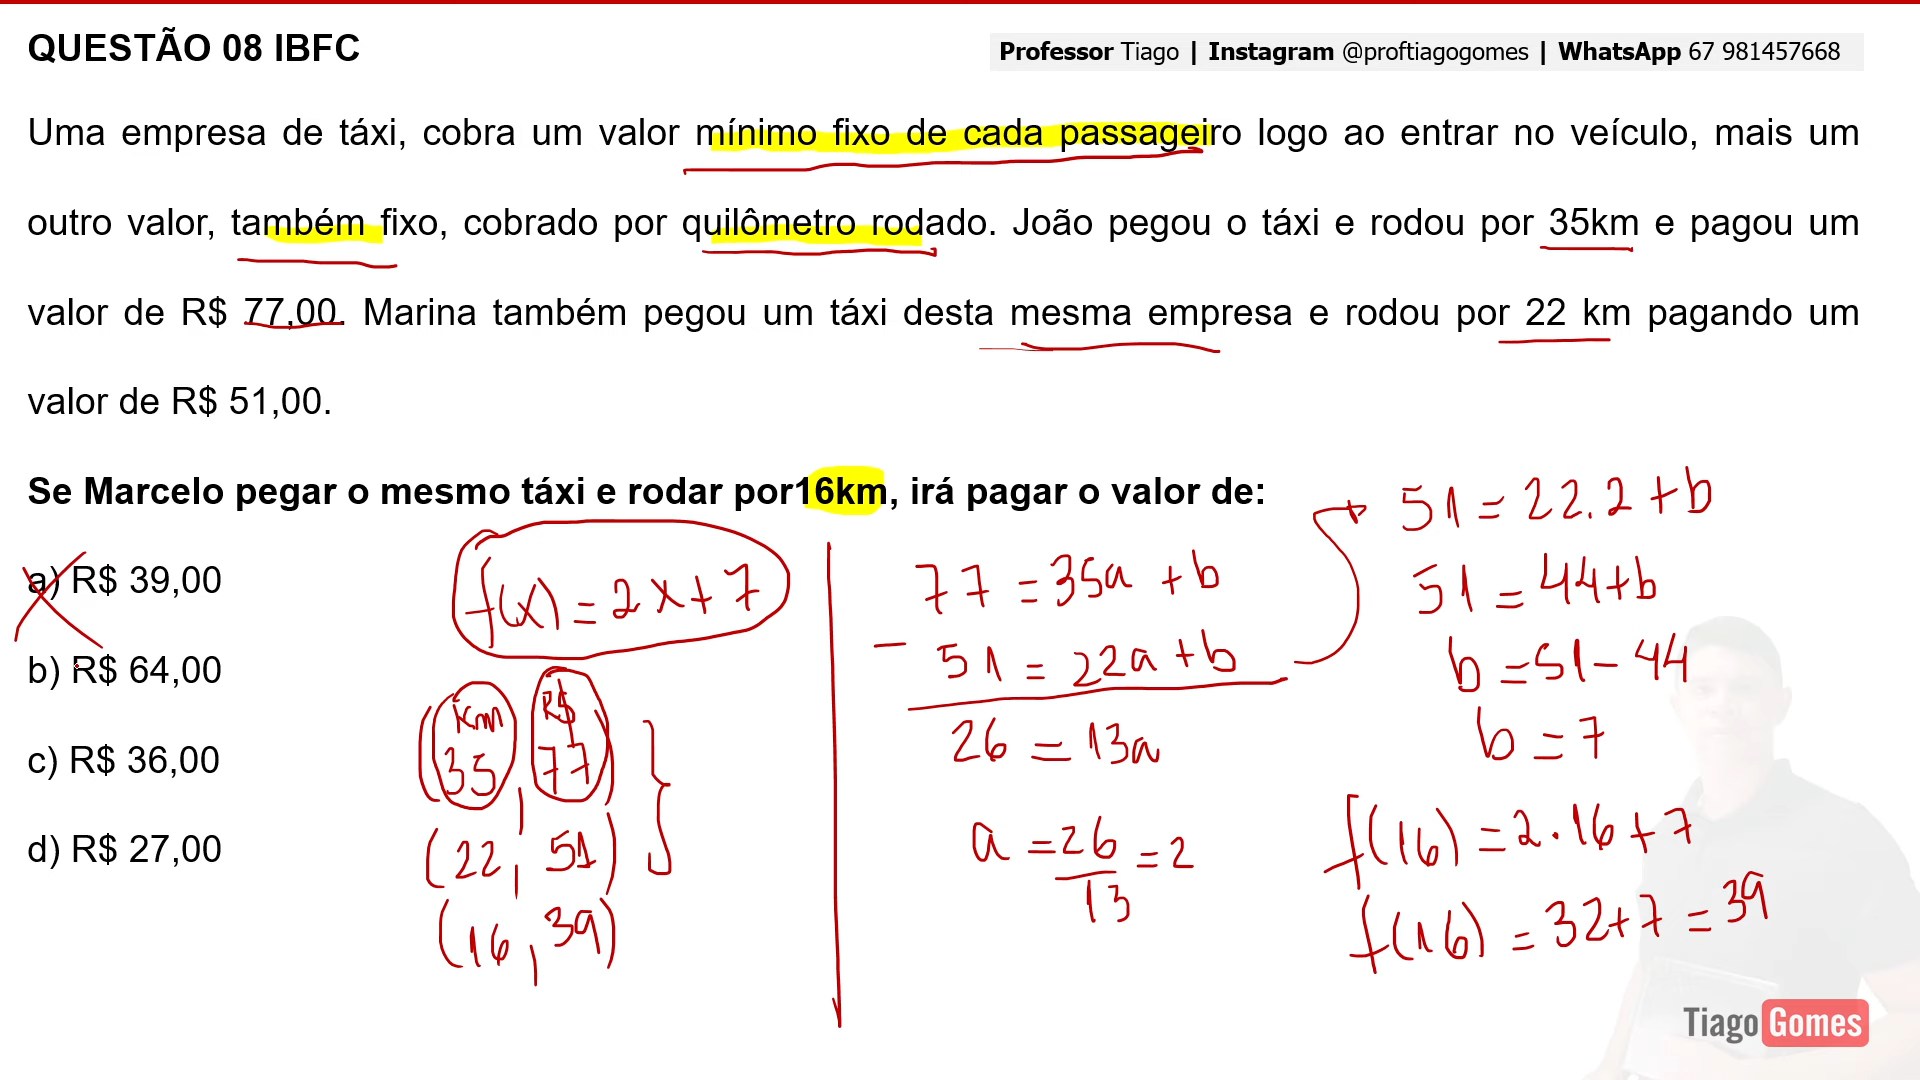 QUESTÃO 08 IBFC
Professor Tiago | Instagram @proftiagogomes | WhatsApp 67 981457668
Uma empresa de táxi, cobra um valor mínimo fixo de cada passageiro logo ao entrar no veículo, mais um
outro valor, também fixo, cobrado por quilômetro rodado. João pegou o táxi e rodou por 35km e pagou um
valor de R$ 77,00. Marina também pegou um táxi desta mesma empresa e rodou por 22 km pagando um
valor de R$ 51,00.
Se Marcelo pegar o mesmo táxi e rodar por16km, irá pagar o valor de:
a) R$ 39,00
b) R$ 64,00
c) R$ 36,00
d) R$ 27,00
f(x) = 2x+7
Km R$
(35, 77)
(22, 51)
(16, 39)
77 = 35a + b
- 51 = 22a + b
26 = 13a
a = 26/13 = 2
51 = 22.2 + b
51 = 44+b
b = 51 - 44
b = 7
f(16) = 2.16 + 7
f(16) = 32+7 = 39
Tiago Gomes